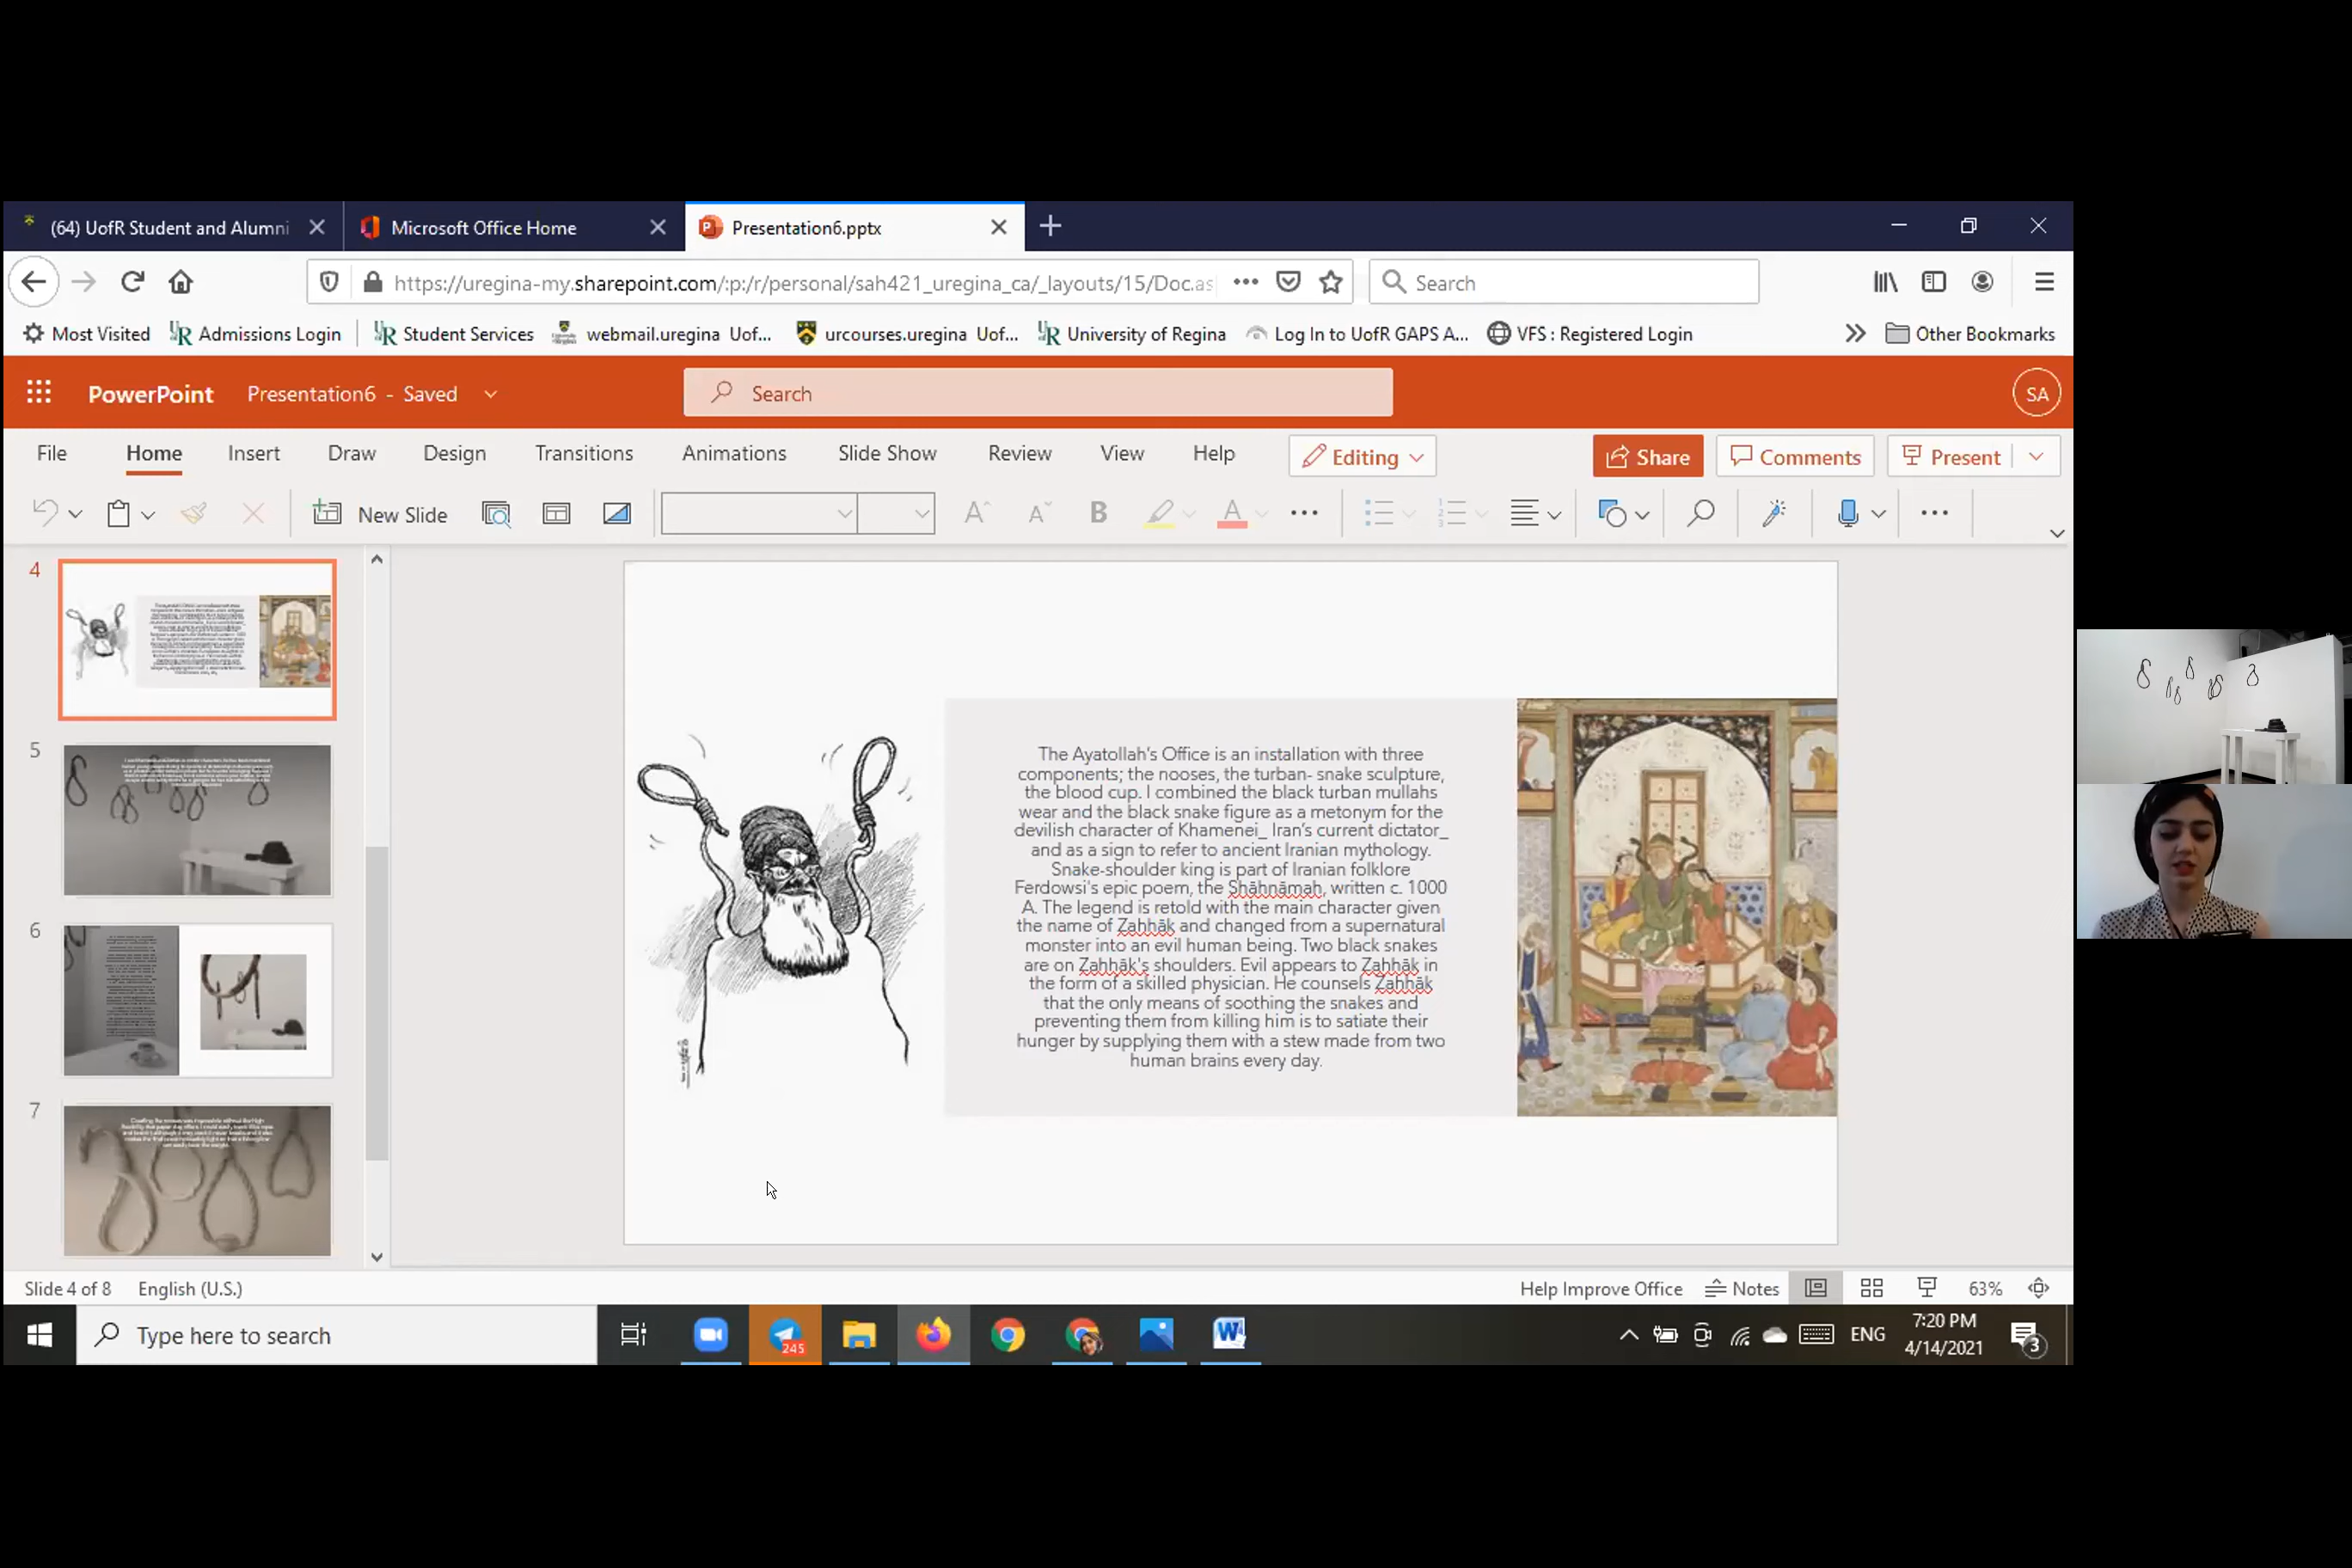 (64) UofR Student and Alumni
Microsoft Office Home
Presentation6.pptx
https://uregina-my.sharepoint.com/:p:/r/personal/sah421_uregina_ca/_layouts/15/Doc.as
Search
Most Visited
Admissions Login
Student Services
webmail.uregina Uof...
urcourses.uregina Uof...
University of Regina
Log In to UofR GAPS A...
VFS : Registered Login
Other Bookmarks
PowerPoint
Presentation6 - Saved
Search
SA
File
Home
Insert
Draw
Design
Transitions
Animations
Slide Show
Review
View
Help
Editing
Share
Comments
Present
New Slide
4
5
6
7
The Ayatollah's Office is an installation with three
components; the nooses, the turban- snake sculpture,
the blood cup. I combined the black turban mullahs
wear and the black snake figure as a metonym for the
devilish character of Khamenei_ Iran's current dictator_
and as a sign to refer to ancient Iranian mythology.
Snake-shoulder king is part of Iranian folklore
Ferdowsi's epic poem, the Shāhnāmah, written c. 1000
A. The legend is retold with the main character given
the name of Zahhāk and changed from a supernatural
monster into an evil human being. Two black snakes
are on Zahhāk's shoulders. Evil appears to Zahhāk in
the form of a skilled physician. He counsels Zahhāk
that the only means of soothing the snakes and
preventing them from killing him is to satiate their
hunger by supplying them with a stew made from two
human brains every day.
Slide 4 of 8
English (U.S.)
Help Improve Office
Notes
63%
Type here to search
245
ENG
7:20 PM
4/14/2021
3